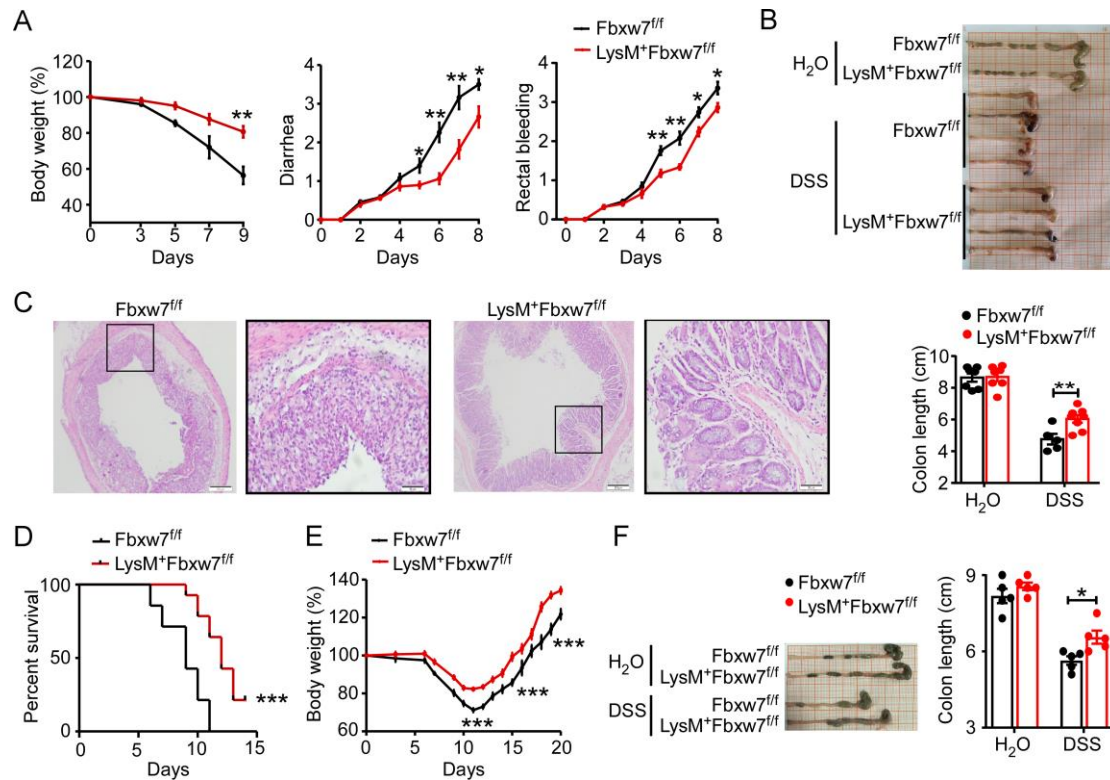 A
Fbxw7f/f
LysM+Fbxw7f/f
Body weight (%)
120
100
80
60
40
0 3 5 7 9
Days
**
Diarrhea
4
3
2
1
0
0 2 4 6 8
Days
* ** ** *
Rectal bleeding
4
3
2
1
0
0 2 4 6 8
Days
** ** * *
B
H2O
Fbxw7f/f
LysM+Fbxw7f/f
DSS
Fbxw7f/f
LysM+Fbxw7f/f
C
Fbxw7f/f
LysM+Fbxw7f/f
Fbxw7f/f
LysM+Fbxw7f/f
Colon length (cm)
10
8
6
4
2
**
H2O DSS
D
Fbxw7f/f
LysM+Fbxw7f/f
Percent survival
100
50
0
0 5 10 15
Days
***
E
Fbxw7f/f
LysM+Fbxw7f/f
Body weight (%)
140
120
100
80
60
0 5 10 15 20
Days
*** *** ***
F
H2O
Fbxw7f/f
LysM+Fbxw7f/f
DSS
Fbxw7f/f
LysM+Fbxw7f/f
Fbxw7f/f
LysM+Fbxw7f/f
Colon length (cm)
9
6
3
*
H2O DSS